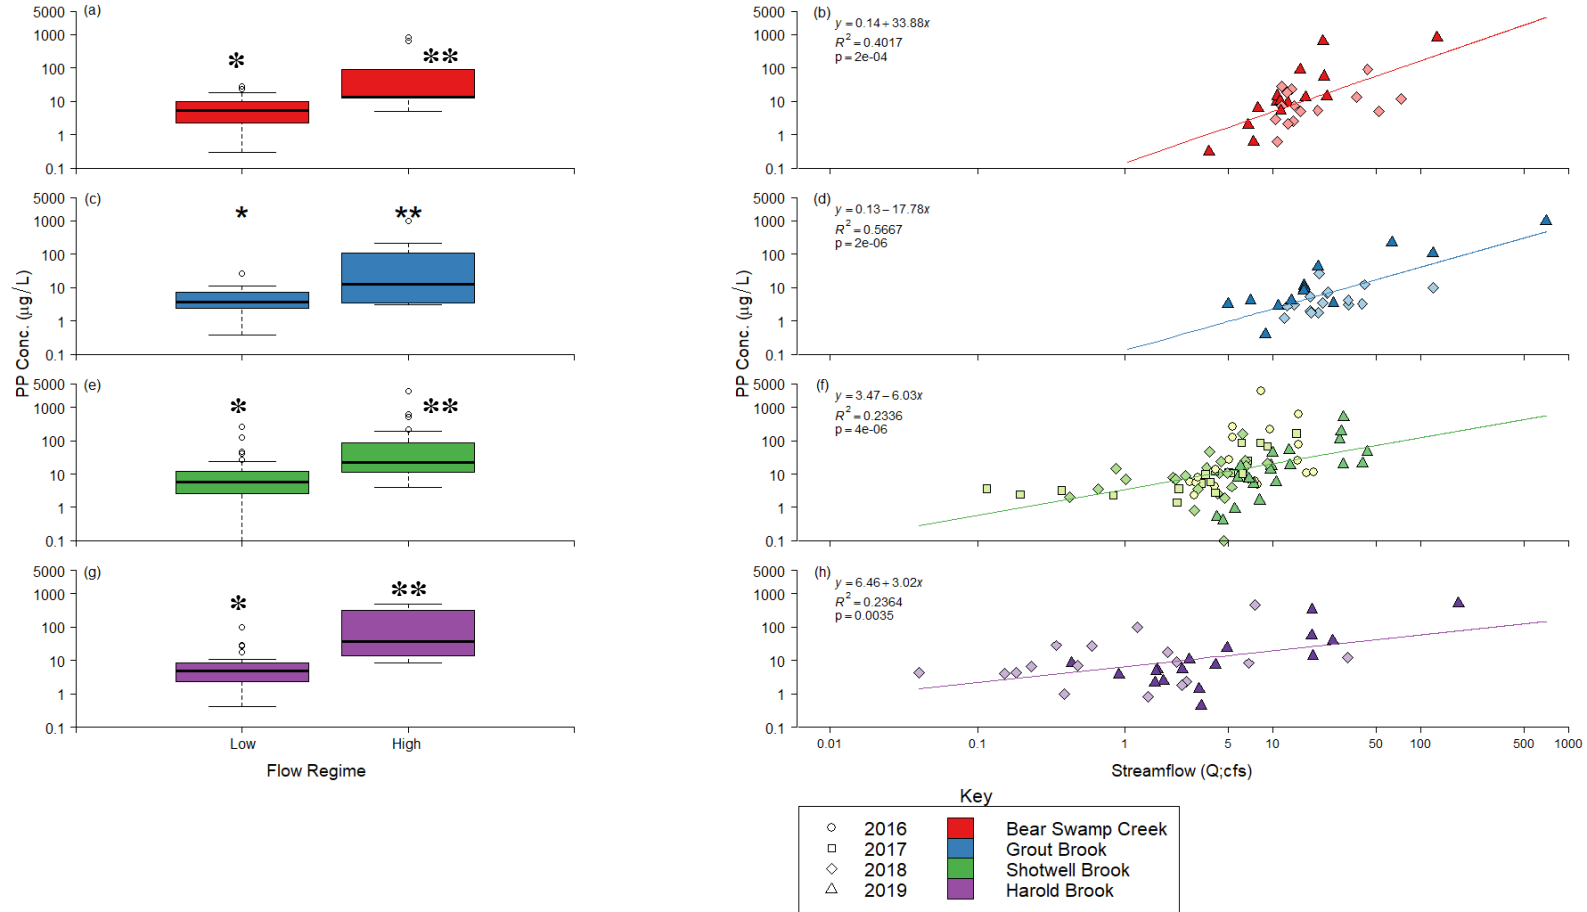 (a)
5000
1000
100
10
1
0.1
*
**
(b)
5000
1000
100
10
1
0.1
y = 0.14 + 33.88x
R² = 0.4017
p = 2e-04
(c)
5000
1000
100
10
1
0.1
*
**
(d)
5000
1000
100
10
1
0.1
y = 0.13 − 17.78x
R² = 0.5667
p = 2e-06
PP Conc. (µg/L)
PP Conc. (µg/L)
(e)
5000
1000
100
10
1
0.1
*
**
(f)
5000
1000
100
10
1
0.1
y = 3.47 − 6.03x
R² = 0.2336
p = 4e-06
(g)
5000
1000
100
10
1
0.1
*
**
Low High
Flow Regime
(h)
5000
1000
100
10
1
0.1
y = 6.46 + 3.02x
R² = 0.2364
p = 0.0035
0.01 0.1 1 5 10 50 100 500 1000
Streamflow (Q;cfs)
Key
2016 Bear Swamp Creek
2017 Grout Brook
2018 Shotwell Brook
2019 Harold Brook